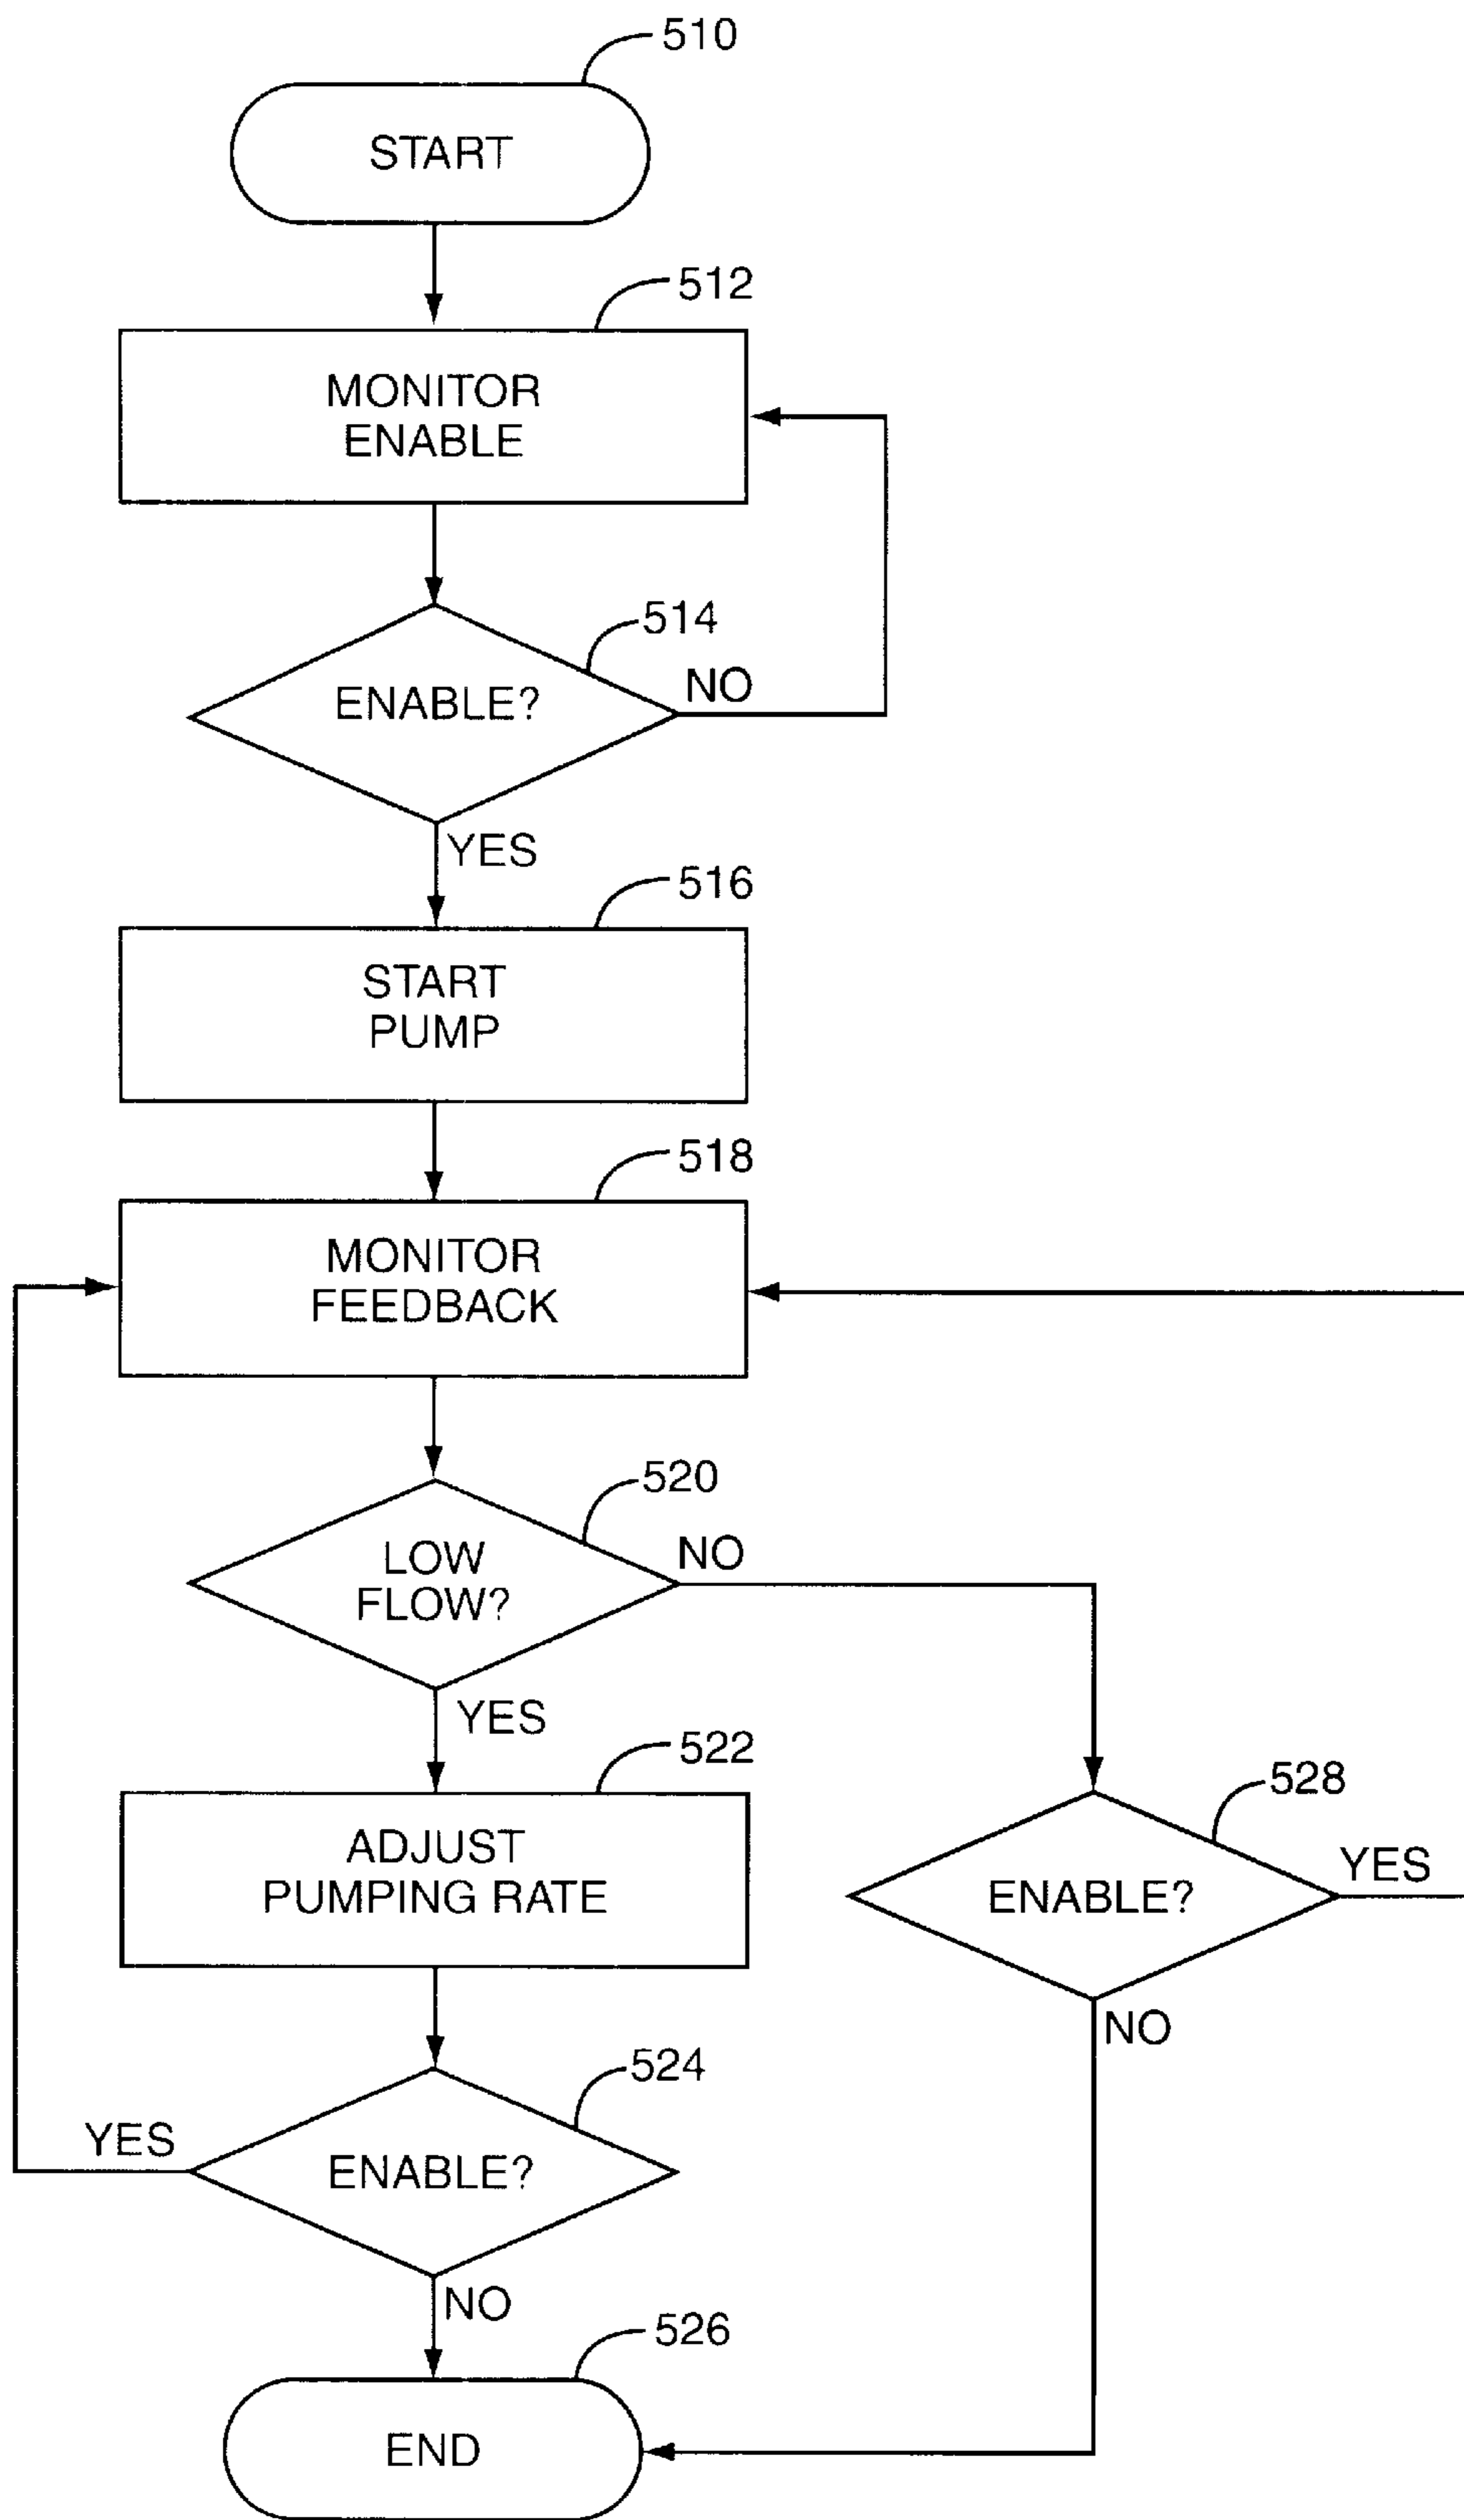 510
START
512
MONITOR
ENABLE
514
ENABLE?
NO
YES
516
START
PUMP
518
MONITOR
FEEDBACK
520
LOW
FLOW?
NO
YES
522
ADJUST
PUMPING RATE
528
ENABLE?
YES
NO
524
YES
ENABLE?
NO
526
END